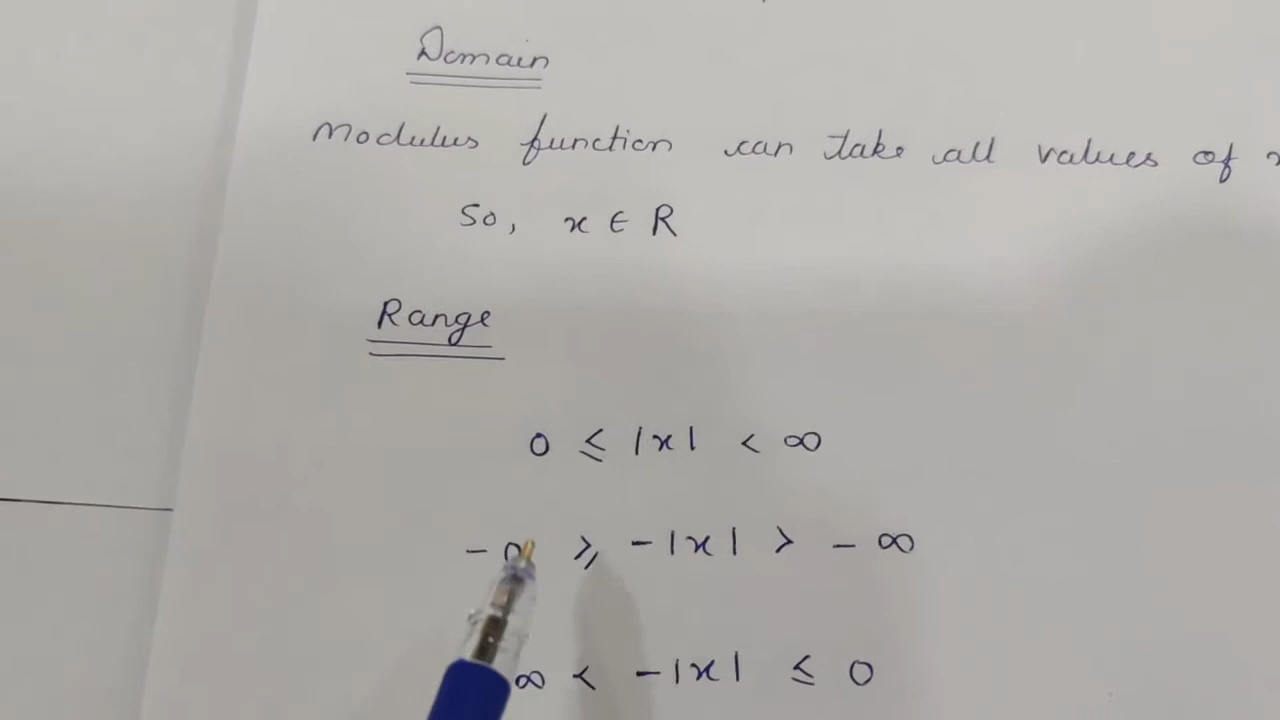 Domain
Modulus function can take all values of
So, x ∈ R
Range
0 ≤ |x| < ∞
- 0 ≥ -|x| > - ∞
∞ < -|x| ≤ 0